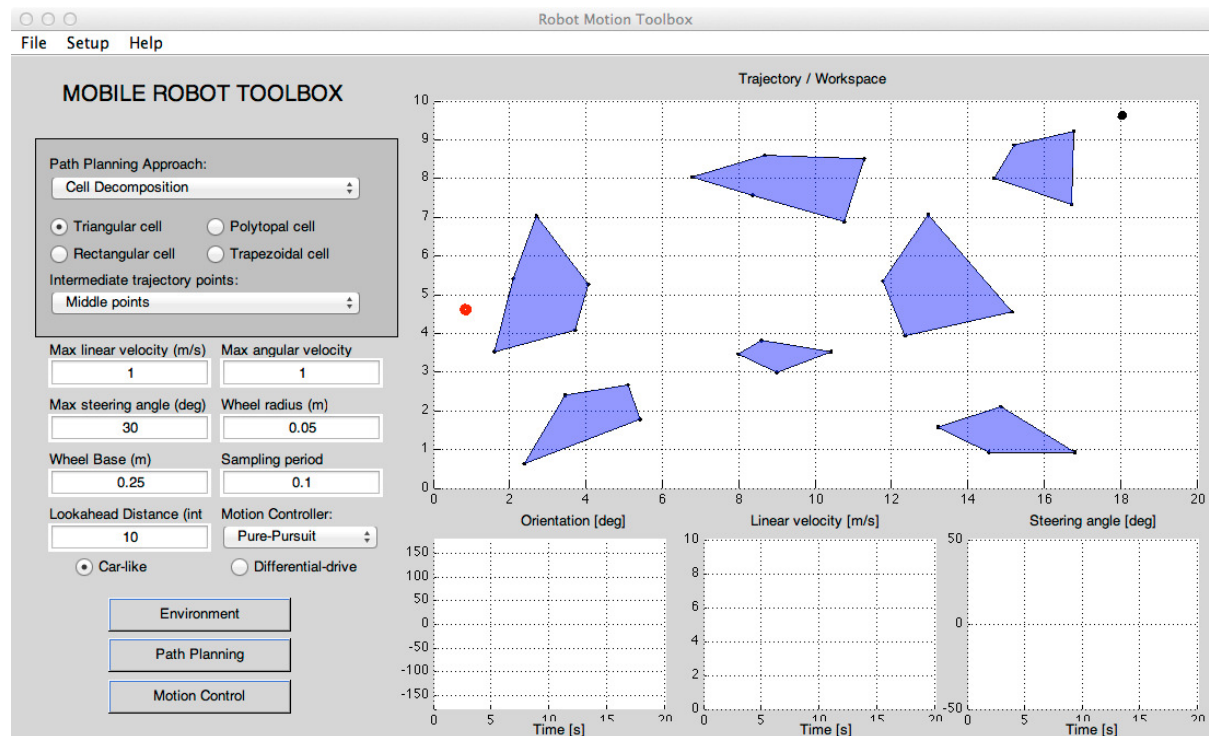 Robot Motion Toolbox
File Setup Help
MOBILE ROBOT TOOLBOX
Path Planning Approach:
Cell Decomposition
Triangular cell Polytopal cell
Rectangular cell Trapezoidal cell
Intermediate trajectory points:
Middle points
Max linear velocity (m/s) Max angular velocity
1 1
Max steering angle (deg) Wheel radius (m)
30 0.05
Wheel Base (m) Sampling period
0.25 0.1
Lookahead Distance (int Motion Controller:
10 Pure-Pursuit
Car-like Differential-drive
Environment
Path Planning
Motion Control
Trajectory / Workspace
10
9
8
7
6
5
4
3
2
1
0
0 2 4 6 8 10 12 14 16 18 20
Orientation [deg]
150
100
50
0
-50
-100
-150
0 5 10 15 20
Time [s]
Linear velocity [m/s]
10
8
6
4
2
0
0 5 10 15 20
Time [s]
Steering angle [deg]
50
0
-50
0 5 10 15 20
Time [s]